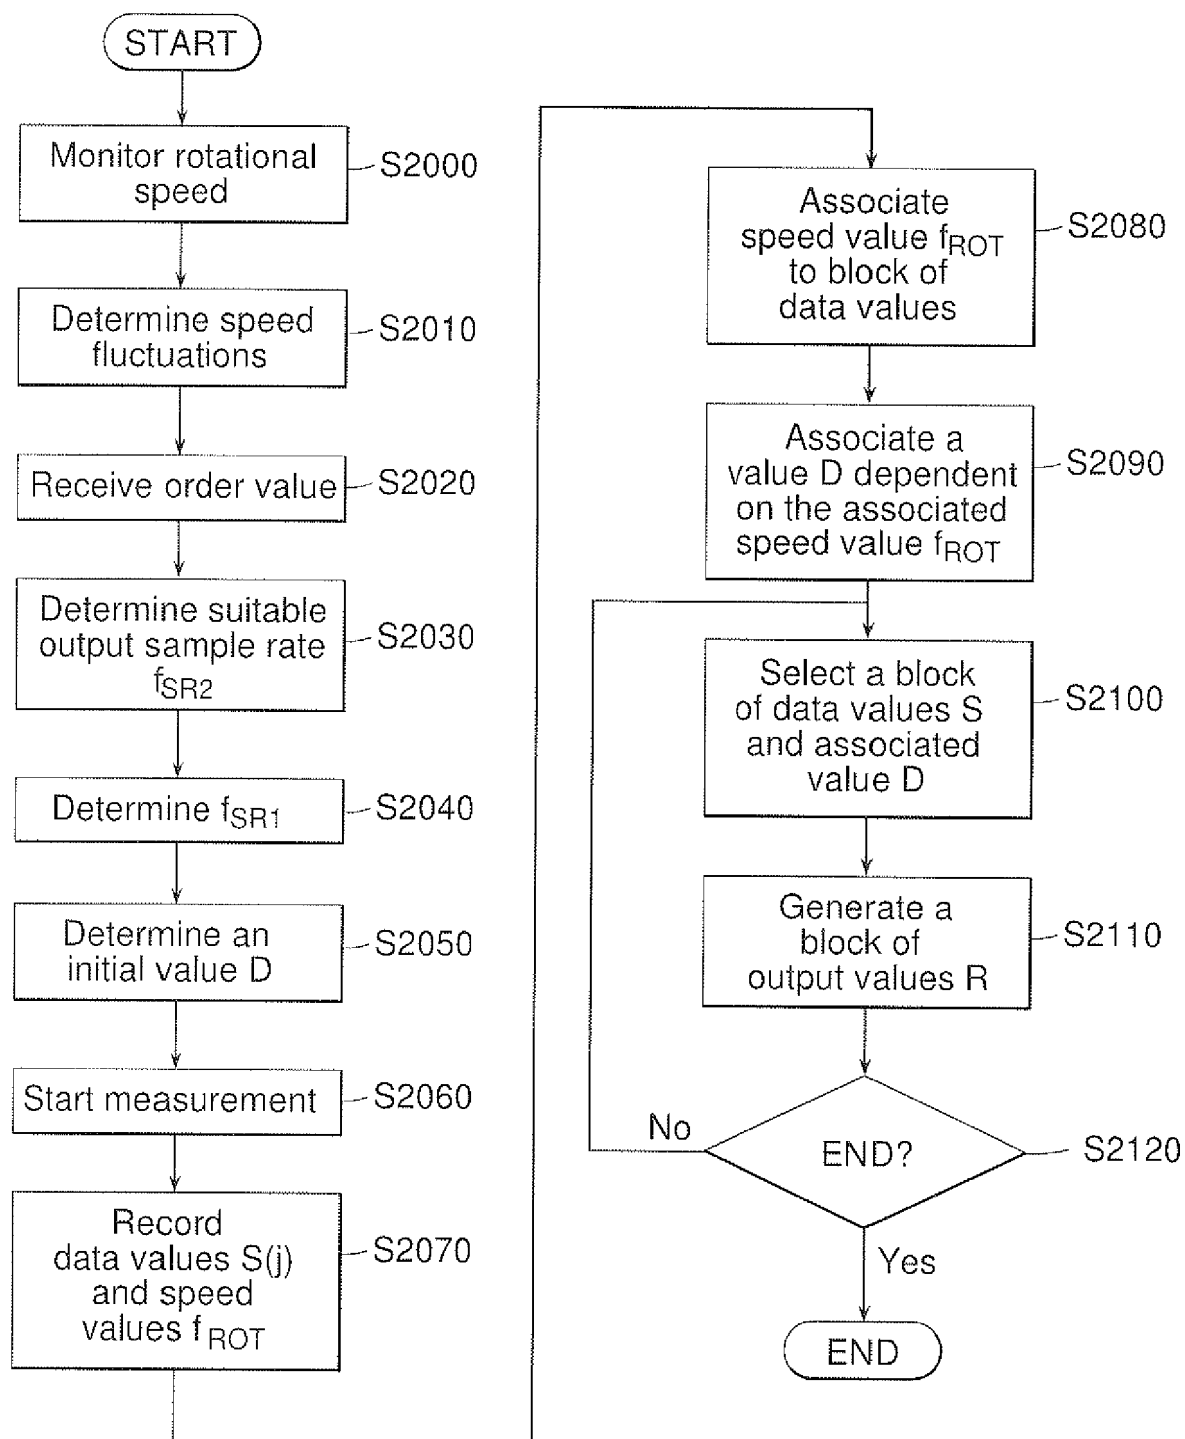 START
Monitor rotational
speed
S2000
Determine speed
fluctuations
S2010
Receive order value
S2020
Determine suitable
output sample rate
fSR2
S2030
Determine fSR1
S2040
Determine an
initial value D
S2050
Start measurement
S2060
Record
data values S(j)
and speed
values fROT
S2070
Associate
speed value fROT
to block of
data values
S2080
Associate a
value D dependent
on the associated
speed value fROT
S2090
Select a block
of data values S
and associated
value D
S2100
Generate a
block of
output values R
S2110
No
END?
S2120
Yes
END